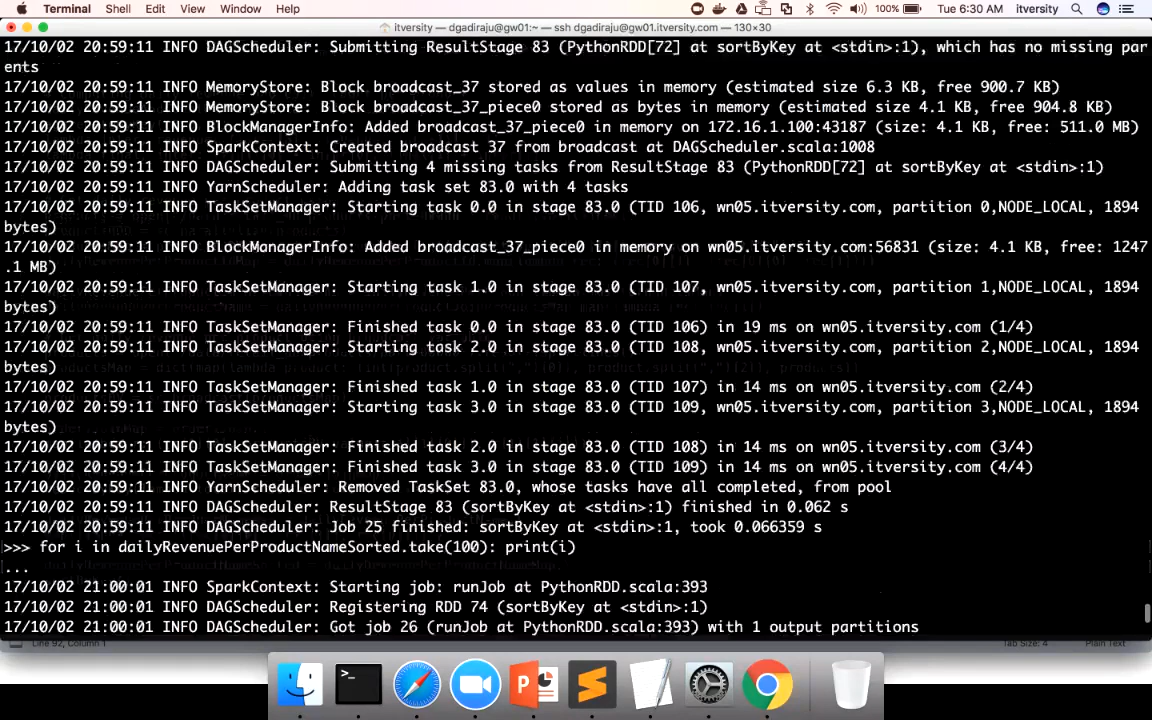 Terminal Shell Edit View Window Help 100% Tue 6:30 AM itversity
itversity — dgadiraju@gw01:~ — ssh dgadiraju@gw01.itversity.com — 130×30
17/10/02 20:59:11 INFO DAGScheduler: Submitting ResultStage 83 (PythonRDD[72] at sortByKey at <stdin>:1), which has no missing par
ents
17/10/02 20:59:11 INFO MemoryStore: Block broadcast_37 stored as values in memory (estimated size 6.3 KB, free 900.7 KB)
17/10/02 20:59:11 INFO MemoryStore: Block broadcast_37_piece0 stored as bytes in memory (estimated size 4.1 KB, free 904.8 KB)
17/10/02 20:59:11 INFO BlockManagerInfo: Added broadcast_37_piece0 in memory on 172.16.1.100:43187 (size: 4.1 KB, free: 511.0 MB)
17/10/02 20:59:11 INFO SparkContext: Created broadcast 37 from broadcast at DAGScheduler.scala:1008
17/10/02 20:59:11 INFO DAGScheduler: Submitting 4 missing tasks from ResultStage 83 (PythonRDD[72] at sortByKey at <stdin>:1)
17/10/02 20:59:11 INFO YarnScheduler: Adding task set 83.0 with 4 tasks
17/10/02 20:59:11 INFO TaskSetManager: Starting task 0.0 in stage 83.0 (TID 106, wn05.itversity.com, partition 0,NODE_LOCAL, 1894
bytes)
17/10/02 20:59:11 INFO BlockManagerInfo: Added broadcast_37_piece0 in memory on wn05.itversity.com:56831 (size: 4.1 KB, free: 1247
.1 MB)
17/10/02 20:59:11 INFO TaskSetManager: Starting task 1.0 in stage 83.0 (TID 107, wn05.itversity.com, partition 1,NODE_LOCAL, 1894
bytes)
17/10/02 20:59:11 INFO TaskSetManager: Finished task 0.0 in stage 83.0 (TID 106) in 19 ms on wn05.itversity.com (1/4)
17/10/02 20:59:11 INFO TaskSetManager: Starting task 2.0 in stage 83.0 (TID 108, wn05.itversity.com, partition 2,NODE_LOCAL, 1894
bytes)
17/10/02 20:59:11 INFO TaskSetManager: Finished task 1.0 in stage 83.0 (TID 107) in 14 ms on wn05.itversity.com (2/4)
17/10/02 20:59:11 INFO TaskSetManager: Starting task 3.0 in stage 83.0 (TID 109, wn05.itversity.com, partition 3,NODE_LOCAL, 1894
bytes)
17/10/02 20:59:11 INFO TaskSetManager: Finished task 2.0 in stage 83.0 (TID 108) in 14 ms on wn05.itversity.com (3/4)
17/10/02 20:59:11 INFO TaskSetManager: Finished task 3.0 in stage 83.0 (TID 109) in 14 ms on wn05.itversity.com (4/4)
17/10/02 20:59:11 INFO YarnScheduler: Removed TaskSet 83.0, whose tasks have all completed, from pool
17/10/02 20:59:11 INFO DAGScheduler: ResultStage 83 (sortByKey at <stdin>:1) finished in 0.062 s
17/10/02 20:59:11 INFO DAGScheduler: Job 25 finished: sortByKey at <stdin>:1, took 0.066359 s
>>> for i in dailyRevenuePerProductNameSorted.take(100): print(i)
...
17/10/02 21:00:01 INFO SparkContext: Starting job: runJob at PythonRDD.scala:393
17/10/02 21:00:01 INFO DAGScheduler: Registering RDD 74 (sortByKey at <stdin>:1)
17/10/02 21:00:01 INFO DAGScheduler: Got job 26 (runJob at PythonRDD.scala:393) with 1 output partitions
Line 92, Column 1 Tab Size: 4 Plain Text